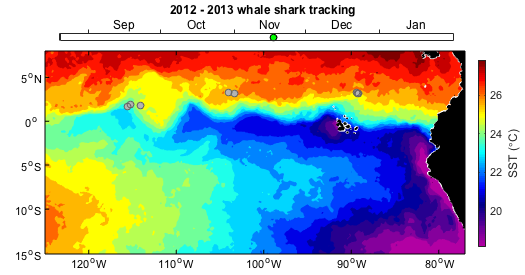 2012 - 2013 whale shark tracking
Sep Oct Nov Dec Jan
5°N
0°
5°S
10°S
15°S
120°W 110°W 100°W 90°W 80°W
26
24
22
20
SST (°C)